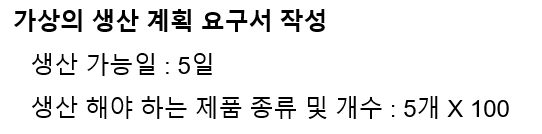 가상의 생산 계획 요구서 작성
생산 가능일 : 5일
생산 해야 하는 제품 종류 및 개수 : 5개 X 100